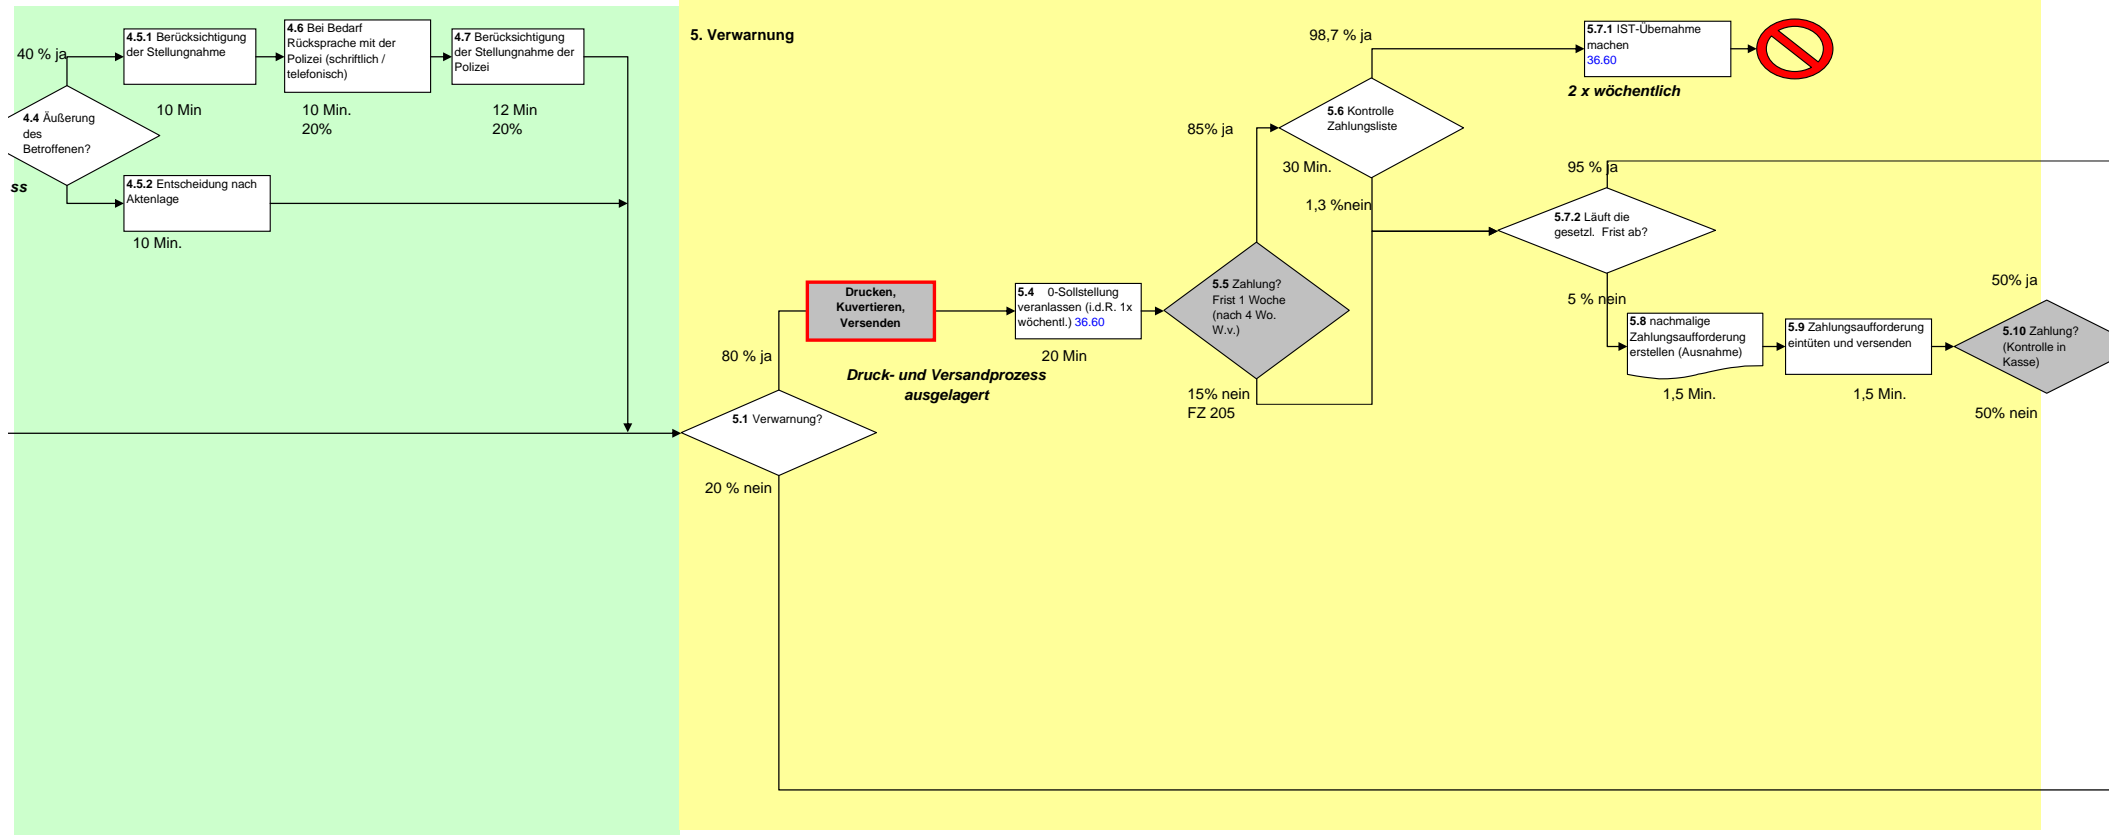 40 % ja
4.5.1 Berücksichtigung
der Stellungnahme
10 Min
4.6 Bei Bedarf
Rücksprache mit der
Polizei (schriftlich /
telefonisch)
10 Min.
20%
4.7 Berücksichtigung
der Stellungnahme der
Polizei
12 Min
20%
4.4 Äußerung
des
Betroffenen?
ss
4.5.2 Entscheidung nach
Aktenlage
10 Min.
5. Verwarnung
5.1 Verwarnung?
80 % ja
20 % nein
Drucken,
Kuvertieren,
Versenden
Druck- und Versandprozess
ausgelagert
5.4 0-Sollstellung
veranlassen (i.d.R. 1x
wöchentl.) 36.60
20 Min
5.5 Zahlung?
Frist 1 Woche
(nach 4 Wo.
W.v.)
85% ja
15% nein
FZ 205
5.6 Kontrolle
Zahlungsliste
30 Min.
98,7 % ja
1,3 %nein
5.7.1 IST-Übernahme
machen
36.60
2 x wöchentlich
95 % ja
5.7.2 Läuft die
gesetzl. Frist ab?
5 % nein
5.8 nachmalige
Zahlungsaufforderung
erstellen (Ausnahme)
1,5 Min.
5.9 Zahlungsaufforderung
eintüten und versenden
1,5 Min.
50% ja
5.10 Zahlung?
(Kontrolle in
Kasse)
50% nein